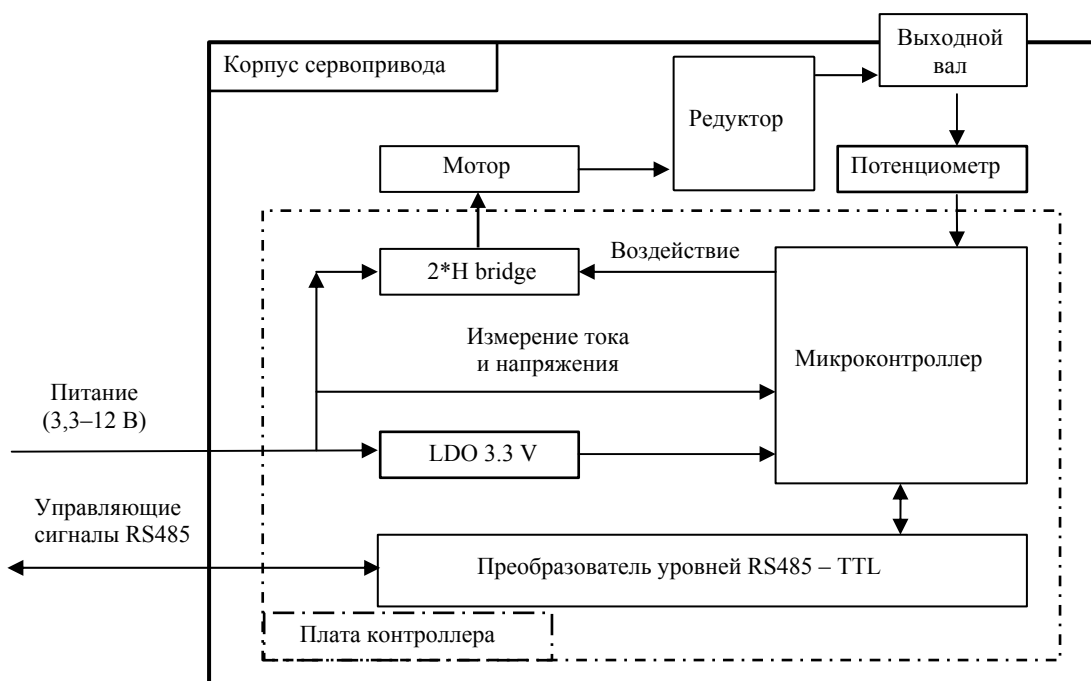 Выходной
вал
Корпус сервопривода
Редуктор
Мотор
Потенциометр
2*H bridge
Воздействие
Измерение тока
и напряжения
Микроконтроллер
Питание
(3,3–12 В)
LDO 3.3 V
Управляющие
сигналы RS485
Преобразователь уровней RS485 – TTL
Плата контроллера